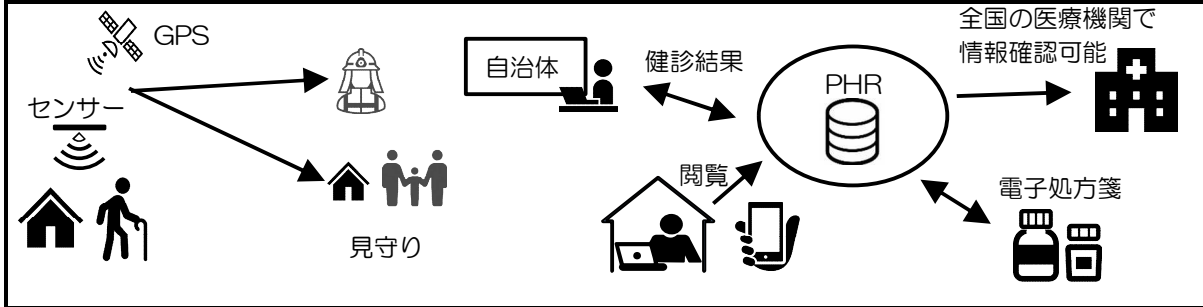 GPS
センサー
見守り
自治体
健診結果
PHR
閲覧
全国の医療機関で
情報確認可能
電子処方箋